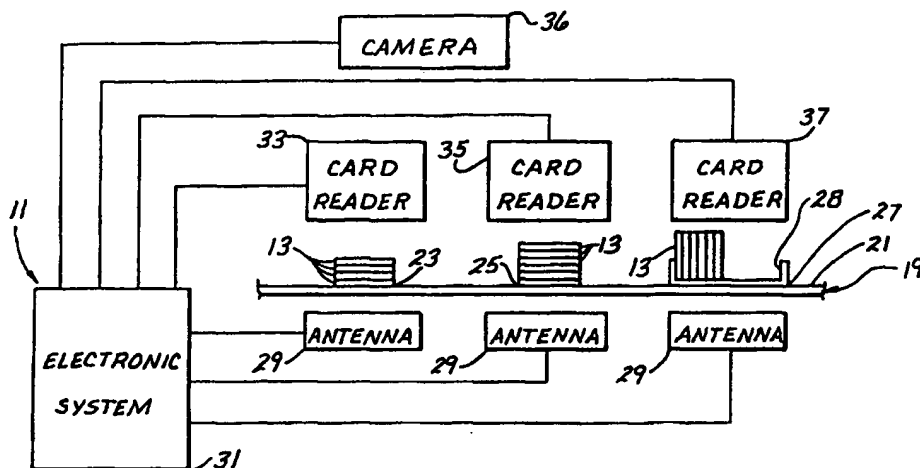 36
CAMERA
33
CARD
READER
35
CARD
READER
37
CARD
READER
11
13
23
25
13
13
28
27
21
19
ELECTRONIC
SYSTEM
31
ANTENNA
29
ANTENNA
29
ANTENNA
29